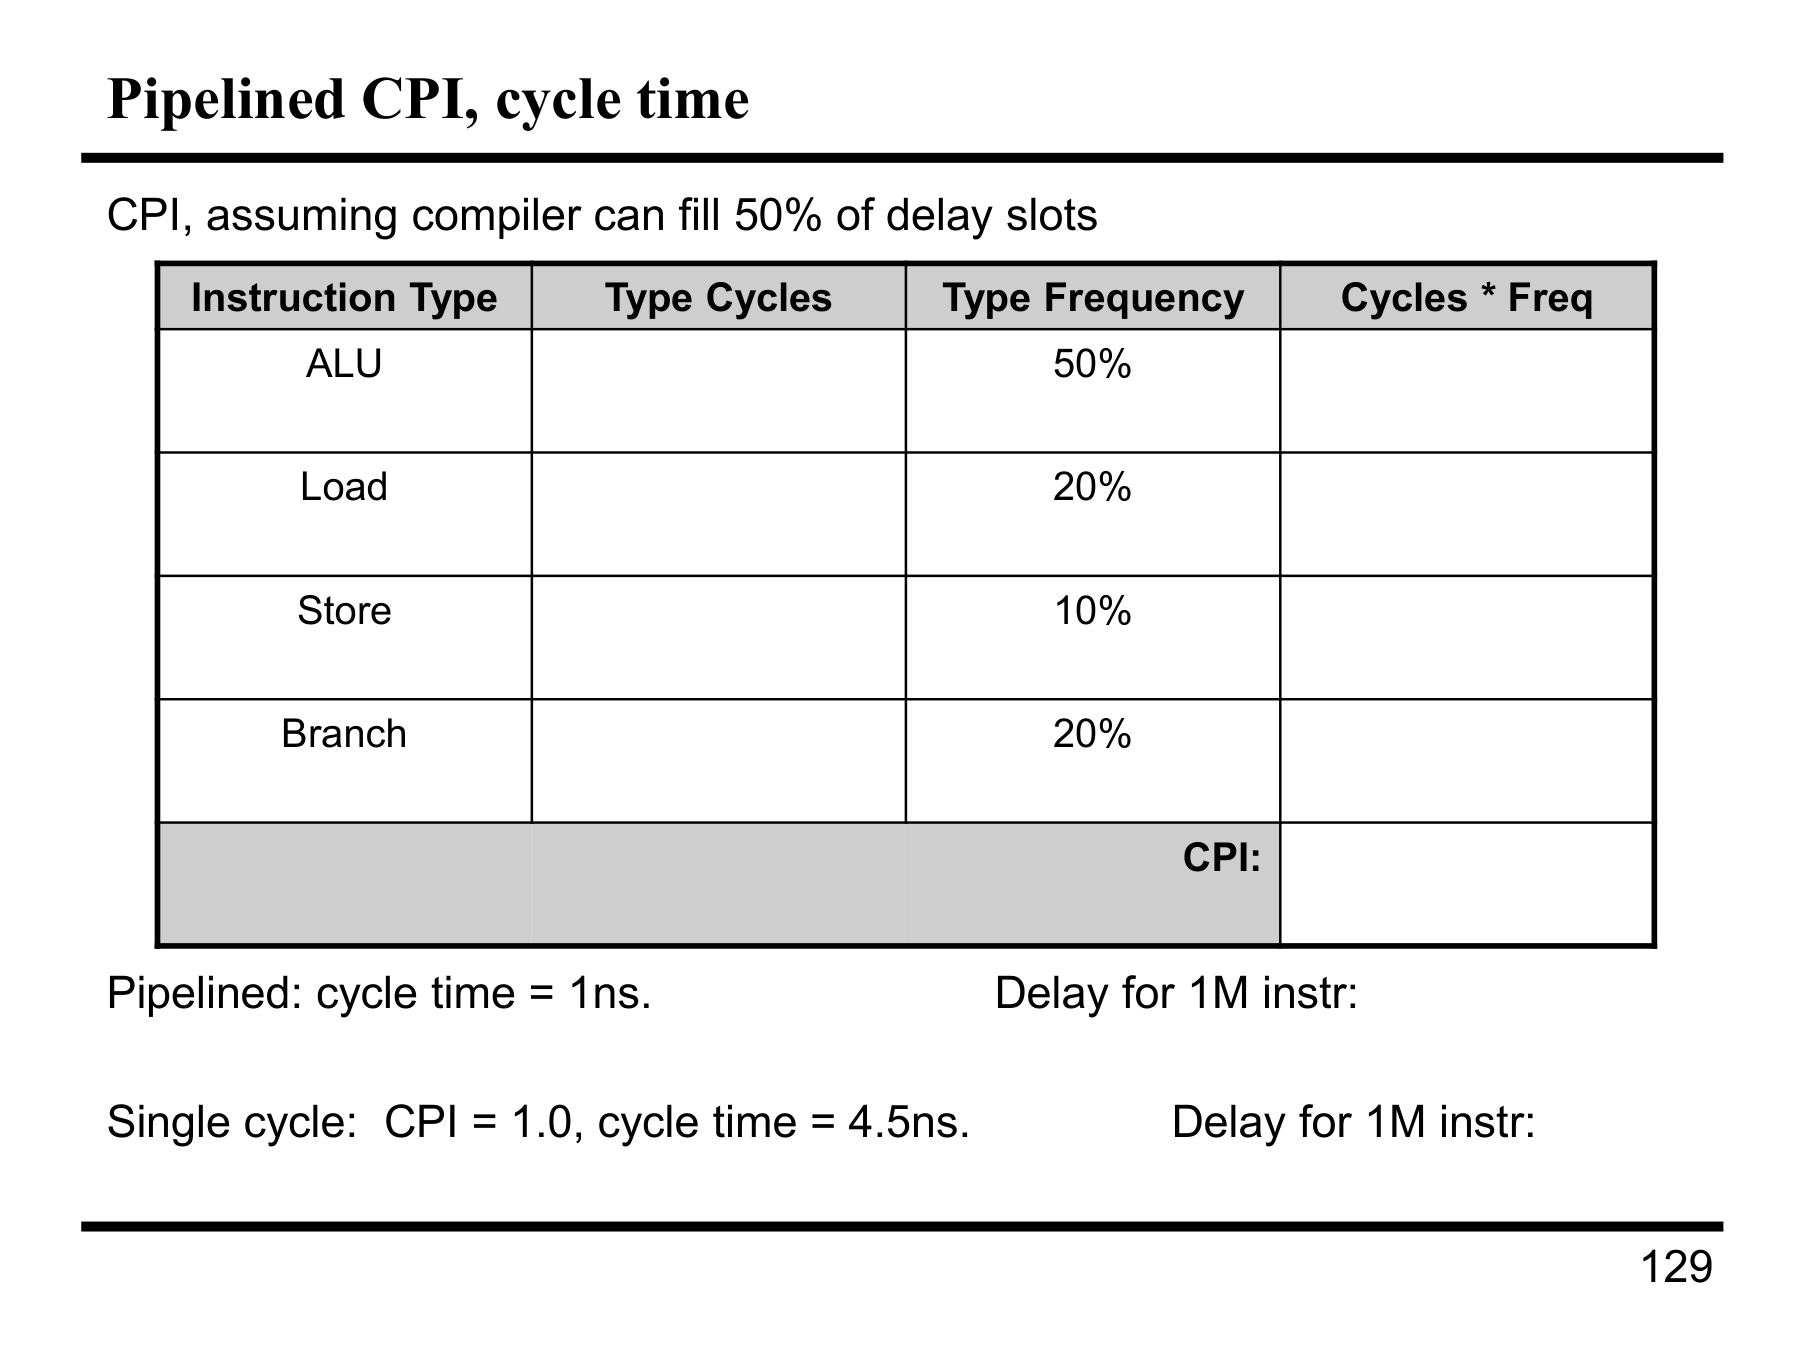 Pipelined CPI, cycle time
CPI, assuming compiler can fill 50% of delay slots
Instruction Type Type Cycles Type Frequency Cycles * Freq
ALU 50%
Load 20%
Store 10%
Branch 20%
CPI:
Pipelined: cycle time = 1ns. Delay for 1M instr:
Single cycle: CPI = 1.0, cycle time = 4.5ns. Delay for 1M instr:
129